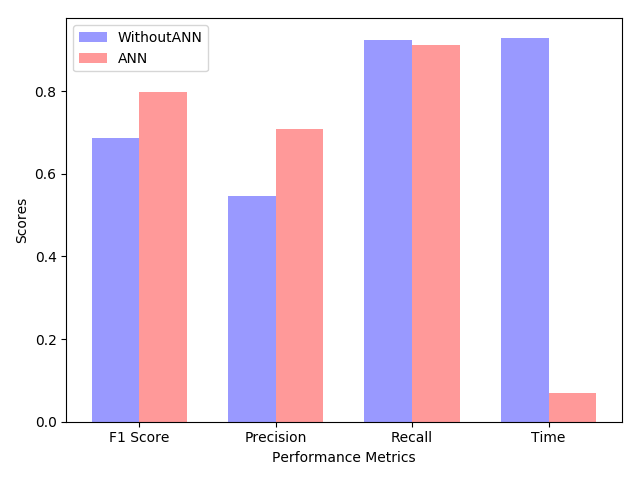 WithoutANN
ANN
0.8
0.6
0.4
0.2
0.0
Scores
F1 Score Precision Recall Time
Performance Metrics